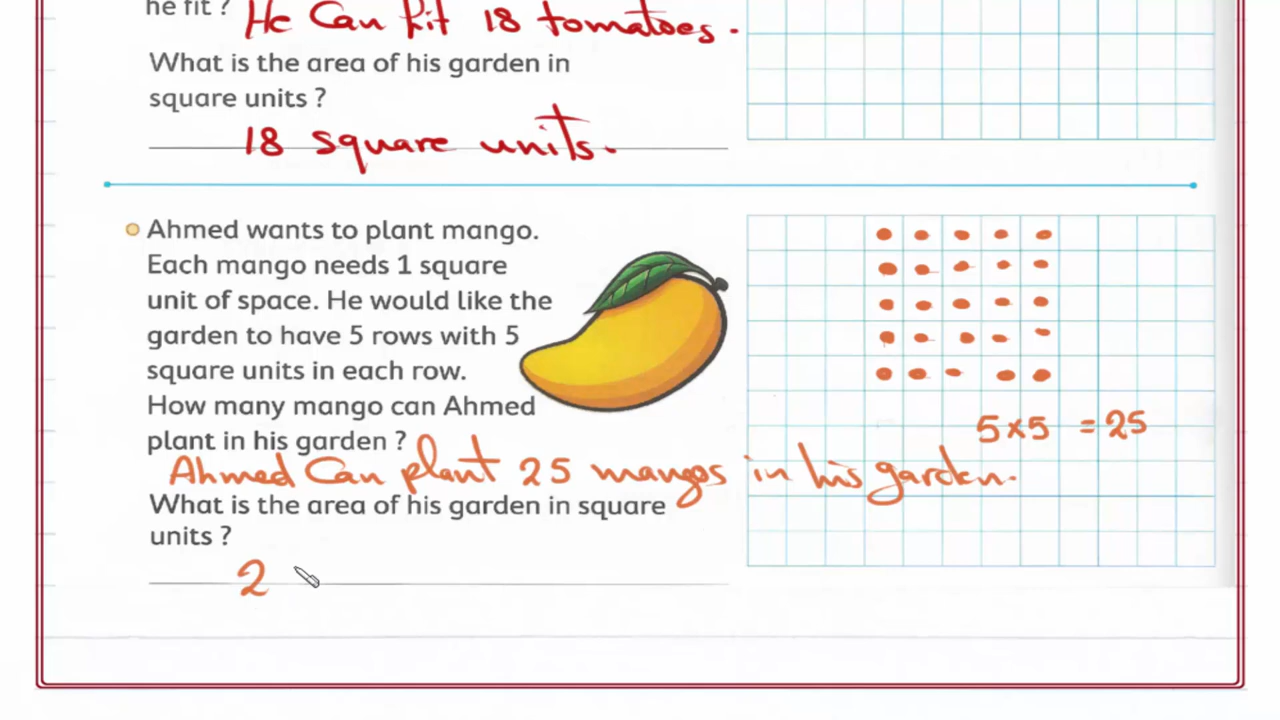 he fit ? He Can fit 18 tomatoes.
What is the area of his garden in
square units ?
18 square units.
Ahmed wants to plant mango.
Each mango needs 1 square
unit of space. He would like the
garden to have 5 rows with 5
square units in each row.
How many mango can Ahmed
plant in his garden ?
5×5 = 25
Ahmed Can plant 25 mangos in his garden.
What is the area of his garden in square
units ?
2